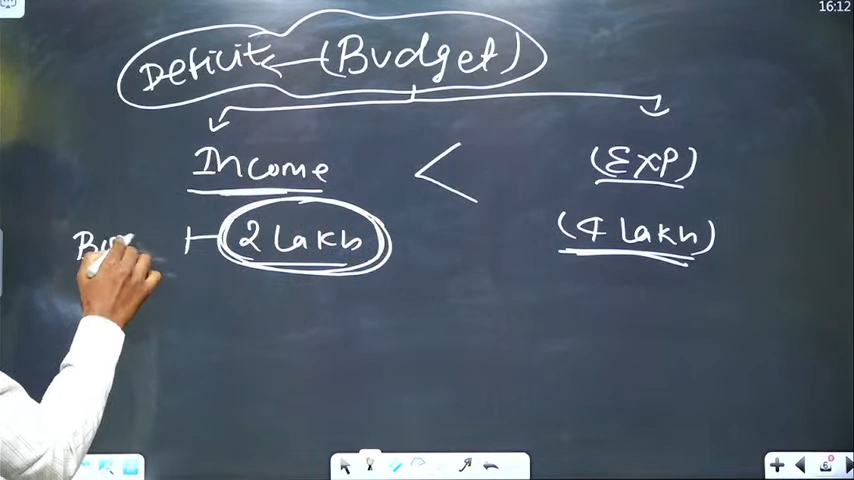 16:12
Deficit ← (Budget)
Income < (Exp)
2 Lakh (4 Lakh)